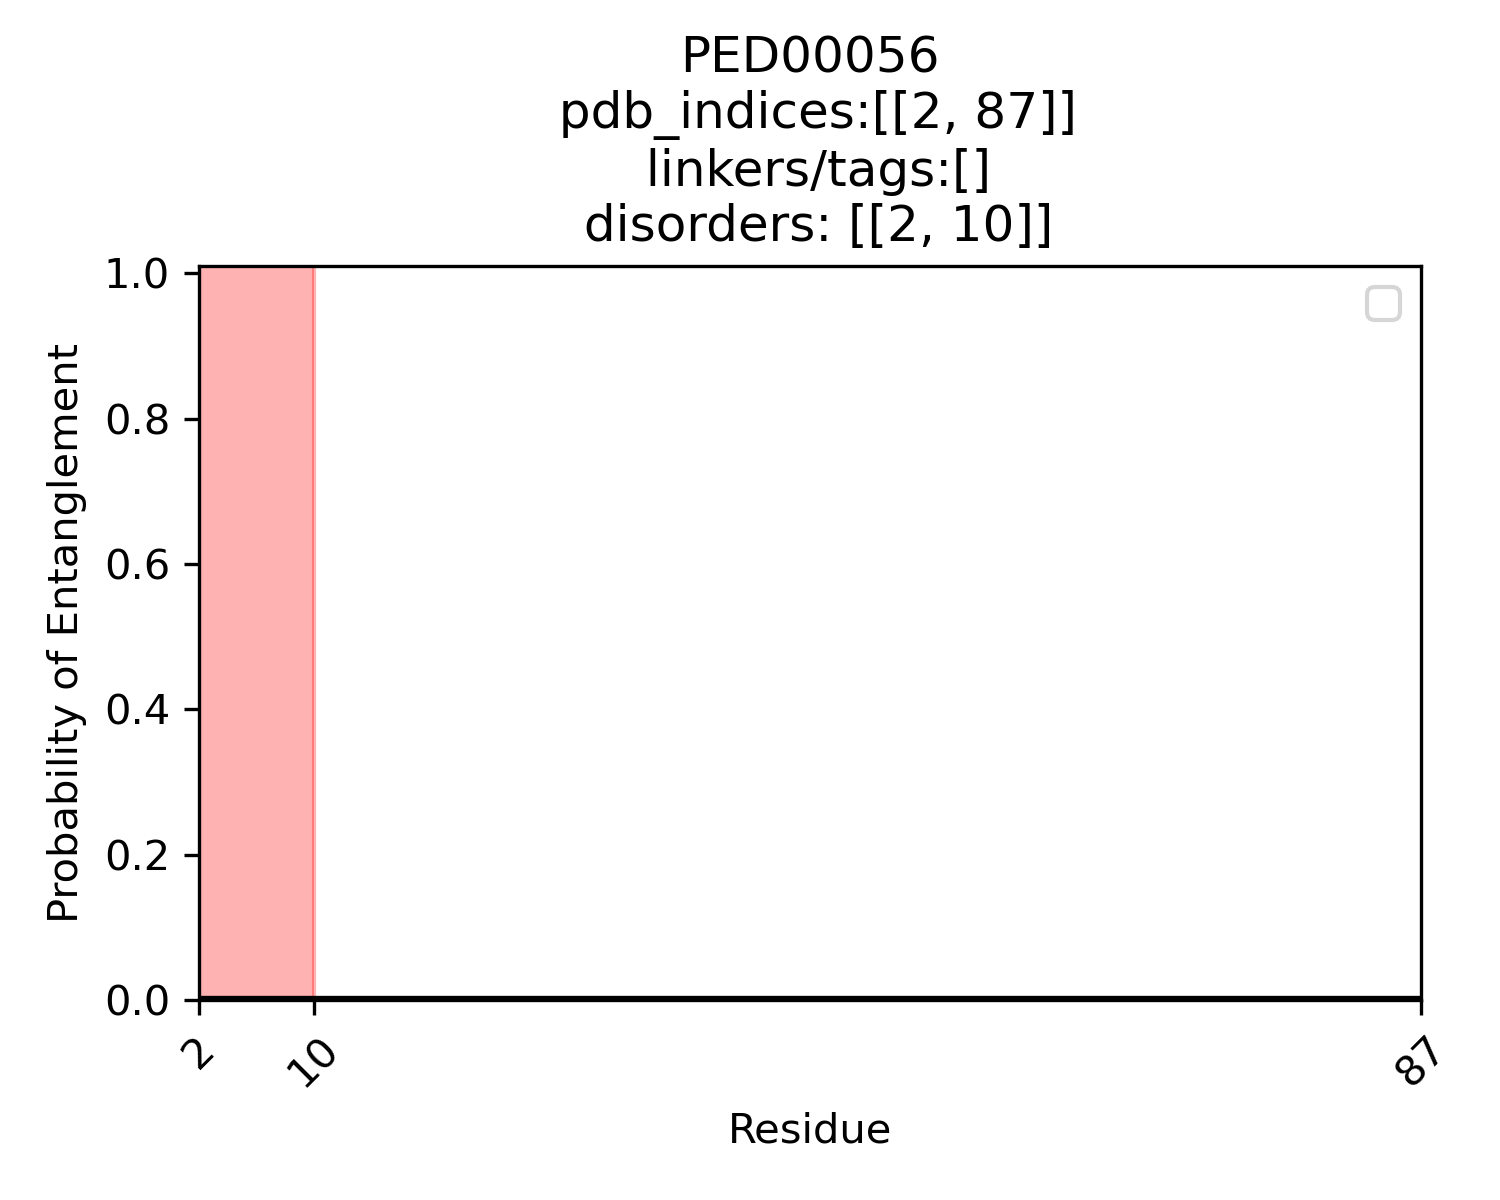 PED00056
pdb_indices:[[2, 87]]
linkers/tags:[]
disorders: [[2, 10]]
1.0
0.8
0.6
0.4
0.2
0.0
Probability of Entanglement
2
10
87
Residue